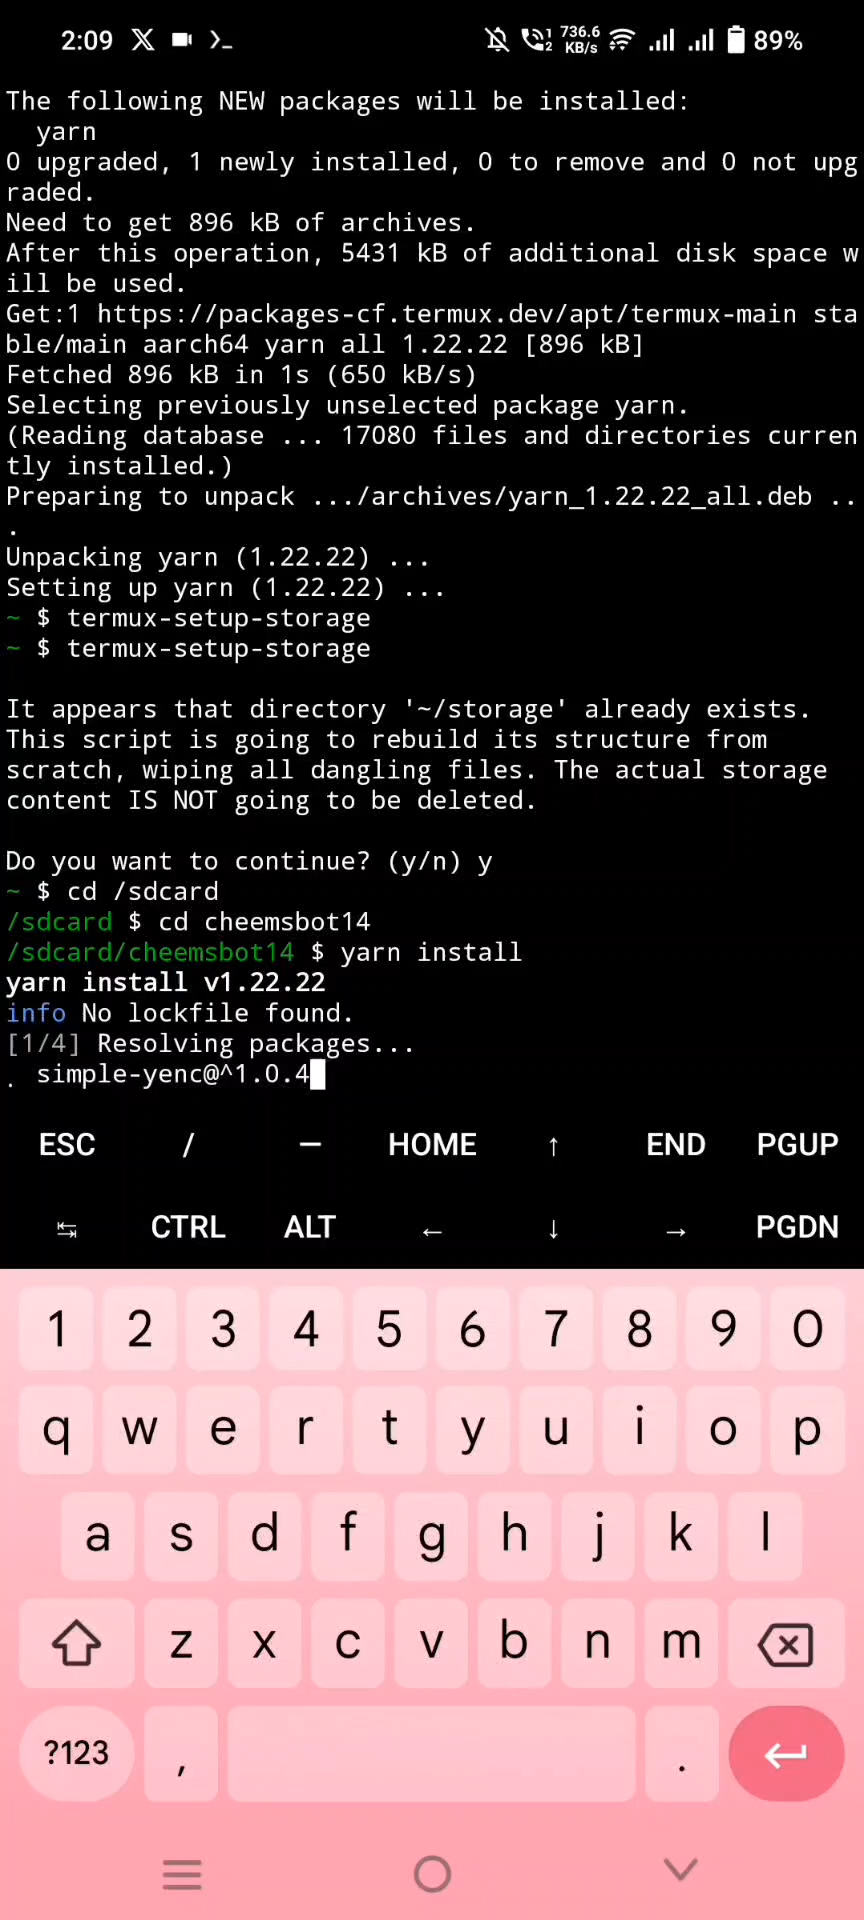 2:09 736.6 KB/s 89%
The following NEW packages will be installed:
  yarn
0 upgraded, 1 newly installed, 0 to remove and 0 not upg
raded.
Need to get 896 kB of archives.
After this operation, 5431 kB of additional disk space w
ill be used.
Get:1 https://packages-cf.termux.dev/apt/termux-main sta
ble/main aarch64 yarn all 1.22.22 [896 kB]
Fetched 896 kB in 1s (650 kB/s)
Selecting previously unselected package yarn.
(Reading database ... 17080 files and directories curren
tly installed.)
Preparing to unpack .../archives/yarn_1.22.22_all.deb ..
.
Unpacking yarn (1.22.22) ...
Setting up yarn (1.22.22) ...
~ $ termux-setup-storage
~ $ termux-setup-storage

It appears that directory '~/storage' already exists.
This script is going to rebuild its structure from
scratch, wiping all dangling files. The actual storage
content IS NOT going to be deleted.

Do you want to continue? (y/n) y
~ $ cd /sdcard
/sdcard $ cd cheemsbot14
/sdcard/cheemsbot14 $ yarn install
yarn install v1.22.22
info No lockfile found.
[1/4] Resolving packages...
. simple-yenc@^1.0.4
ESC / — HOME ↑ END PGUP
↹ CTRL ALT ← ↓ → PGDN
1 2 3 4 5 6 7 8 9 0
q w e r t y u i o p
a s d f g h j k l
z x c v b n m
?123 , .